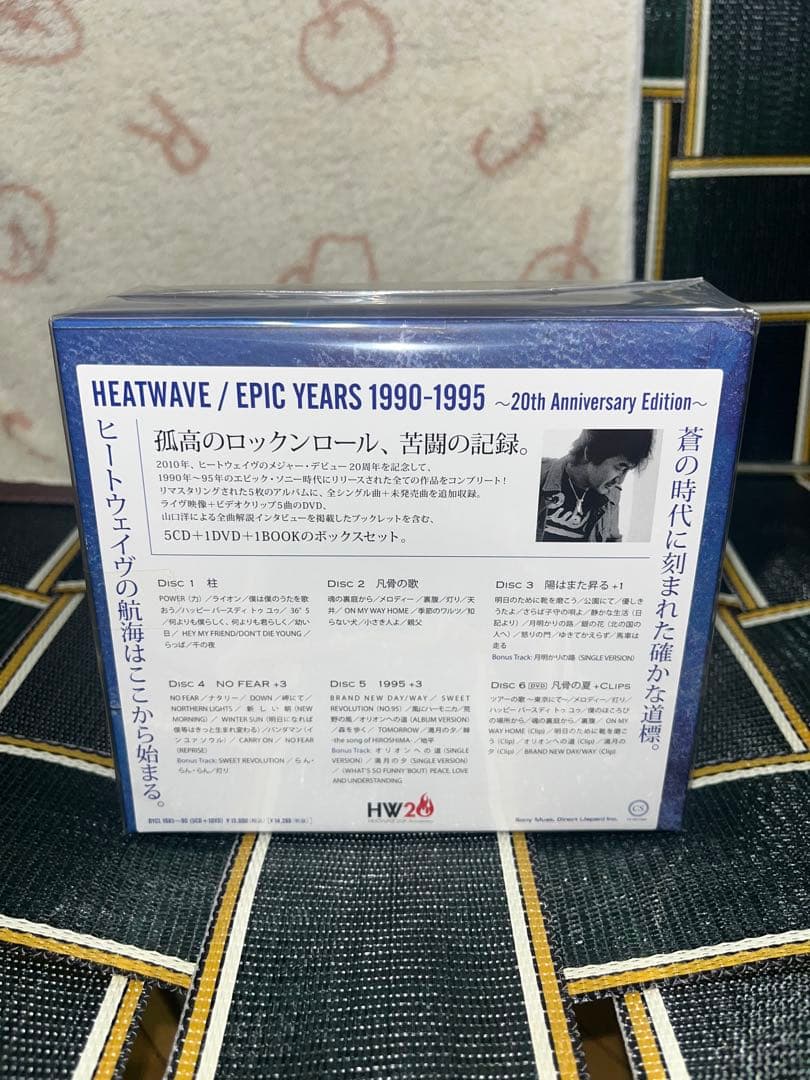 HEATWAVE / EPIC YEARS 1990-1995 ～20th Anniversary Edition～
蒼の時代に刻まれた確かな道標。
ヒートウェイヴの航海はここから始まる。
孤高のロックンロール、苦闘の記録。
2010年、ヒートウェイヴのメジャー・デビュー20周年を記念して、
1990年～95年のエピック・ソニー時代にリリースされた全ての作品をコンプリート!
リマスタリングされた5枚のアルバムに、全シングル曲+未発売曲を追加収録。
ライヴ映像+ビデオクリップ5曲のDVD、
山口洋による全曲解説インタビューを掲載したブックレットを含む、
5CD+1DVD+1BOOKのボックスセット。
DISC 1 柱
POWER(力)/ライオン/僕は僕のうたを歌
おう/ハッピー バースディ トゥ ユゥ/36°5
/何よりも僕らしく、何よりも君らしく/幼い
日/HEY MY FRIEND/DON'T DIE YOUNG/
らっぱ/千の夜
DISC 2 凡骨の歌
魂の裏庭から/メロディー/裏腹/灯り/天
井/ON MY WAY HOME/季節のワルツ/知
らない犬/小さき人よ/親父
DISC 3 陽はまた昇る +1
明日のために靴を磨こう/公園にて/優しき
うたよ/さらば子守の唄よ/静かな生活(日
記より)/月明かりの路/銀の花(北の国の
人へ)/怒りの門/ゆきてかえらず/馬車は
走る
Bonus Track: 月明かりの路 (SINGLE VERSION)
DISC 4 NO FEAR +3
NO FEAR/ナタリー/DOWN/岬にて/
NORTHERN LIGHTS/新しい朝(NEW
MORNING)/WINTER SUN(明日になれば
僕等はきっと生まれ変わる)/パンダマン(イ
ンユアソウル)/CARRY ON/NO FEAR
(REPRISE)
Bonus Track: SWEET REVOLUTION/らん・
らん・らん/灯り
DISC 5 1995 +3
BRAND NEW DAY/WAY/SWEET
REVOLUTION (NO.95)/風にハーモニカ/荒
野の風/オリオンへの道 (ALBUM VERSION)
/森を歩く/TOMORROW/満月の夕/棘
-the song of HIROSHIMA-/地平
Bonus Track: オリオンへの道 (SINGLE
VERSION)/満月の夕 (SINGLE VERSION)
/(WHAT'S SO FUNNY 'BOUT) PEACE, LOVE
AND UNDERSTANDING
DISC 6 DVD 凡骨の夏 +CLIPS
ツアーの歌～東京にて～/メロディー/灯り/
ハッピー バースディ トゥ ユゥ/僕のほころび
の場所から/魂の裏庭から/裏腹/ON MY
WAY HOME (Clip)/明日のために靴を磨こ
う (Clip)/オリオンへの道 (Clip)/満月の
夕 (Clip)/BRAND NEW DAY/WAY (Clip)
HW20
CS